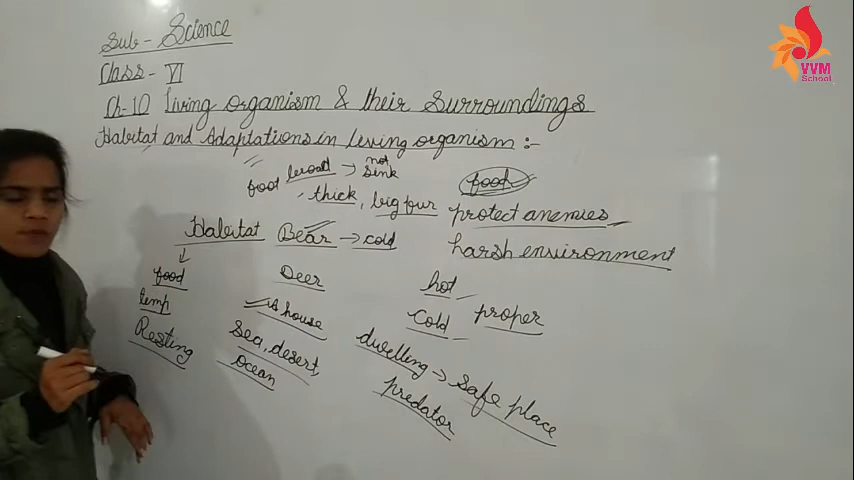 Sub - Science
Class - VI
Ch-10 Living organism & their Surroundings
Habitat and Adaptations in living organism :-
foot broad → not sink
thick, big fur
food
protect anemies
Habitat Bear → cold
harsh environment
↓
food
temp
Resting
Deer
A house
sea, desert,
ocean
hot
cold
proper
dwelling → Safe place
predator
VVM
School